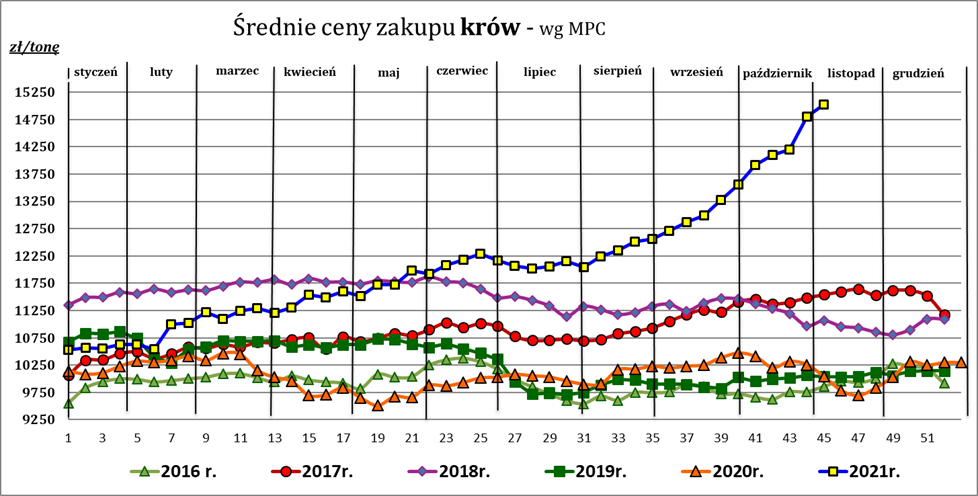 Średnie ceny zakupu krów - wg MPC
zł/tonę
styczeń luty marzec kwiecień maj czerwiec lipiec sierpień wrzesień październik listopad grudzień
15250
14750
14250
13750
13250
12750
12250
11750
11250
10750
10250
9750
9250
1 3 5 7 9 11 13 15 17 19 21 23 25 27 29 31 33 35 37 39 41 43 45 47 49 51
2016 r. 2017r. 2018r. 2019r. 2020r. 2021r.